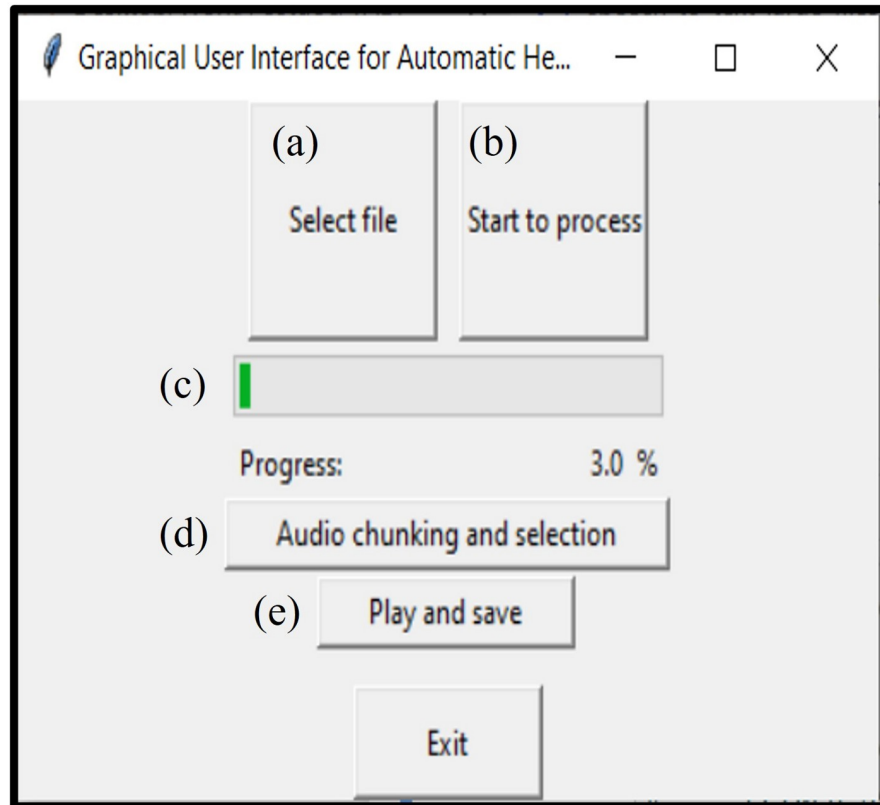 Graphical User Interface for Automatic He...
(a) (b)
Select file Start to process
(c)
Progress: 3.0 %
(d) Audio chunking and selection
(e) Play and save
Exit